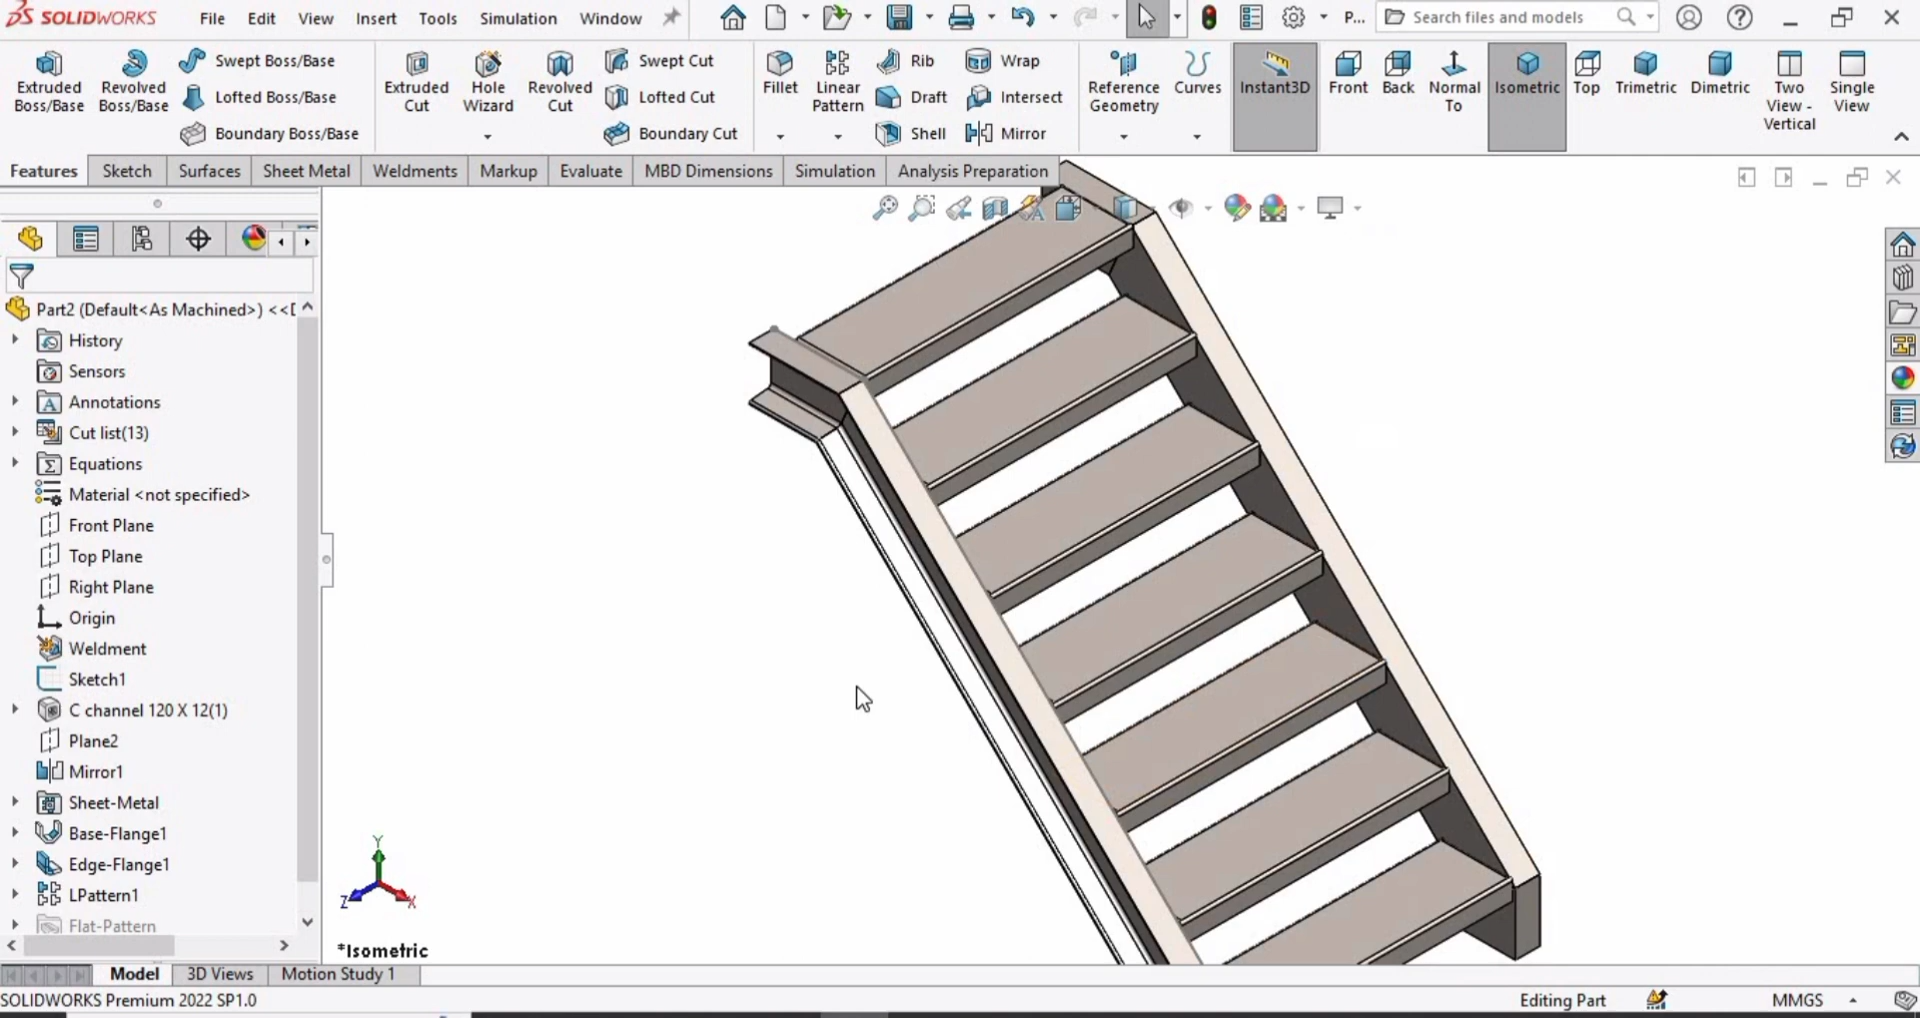 SOLIDWORKS File Edit View Insert Tools Simulation Window P... Search files and models
Extruded Boss/Base
Revolved Boss/Base
Swept Boss/Base
Lofted Boss/Base
Boundary Boss/Base
Extruded Cut
Hole Wizard
Revolved Cut
Swept Cut
Lofted Cut
Boundary Cut
Fillet
Linear Pattern
Rib
Draft
Shell
Wrap
Intersect
Mirror
Reference Geometry
Curves
Instant3D
Front
Back
Normal To
Isometric
Top
Trimetric
Dimetric
Two View - Vertical
Single View
Features Sketch Surfaces Sheet Metal Weldments Markup Evaluate MBD Dimensions Simulation Analysis Preparation
Part2 (Default<As Machined>) <<D
History
Sensors
Annotations
Cut list(13)
Equations
Material <not specified>
Front Plane
Top Plane
Right Plane
Origin
Weldment
Sketch1
C channel 120 X 12(1)
Plane2
Mirror1
Sheet-Metal
Base-Flange1
Edge-Flange1
LPattern1
Flat-Pattern
Y
Z
X
*Isometric
Model 3D Views Motion Study 1
SOLIDWORKS Premium 2022 SP1.0 Editing Part MMGS